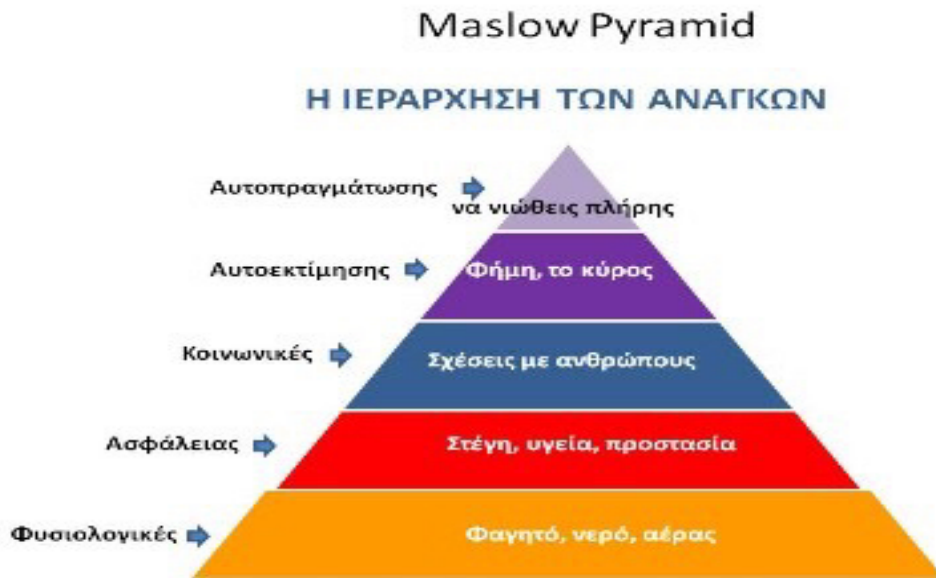 Maslow Pyramid
Η ΙΕΡΑΡΧΗΣΗ ΤΩΝ ΑΝΑΓΚΩΝ
Αυτοπραγμάτωσης
να νιώθεις πλήρης
Αυτοεκτίμησης
Φήμη, το κύρος
Κοινωνικές
Σχέσεις με ανθρώπους
Ασφάλειας
Στέγη, υγεία, προστασία
Φυσιολογικές
Φαγητό, νερό, αέρας